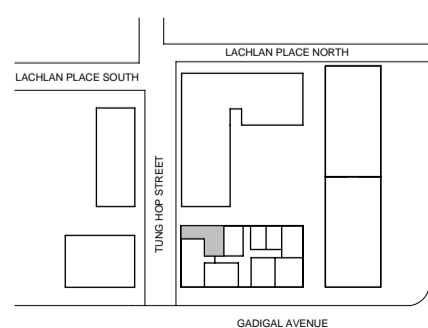 LACHLAN PLACE NORTH
LACHLAN PLACE SOUTH
TUNG HOP STREET
GADIGAL AVENUE